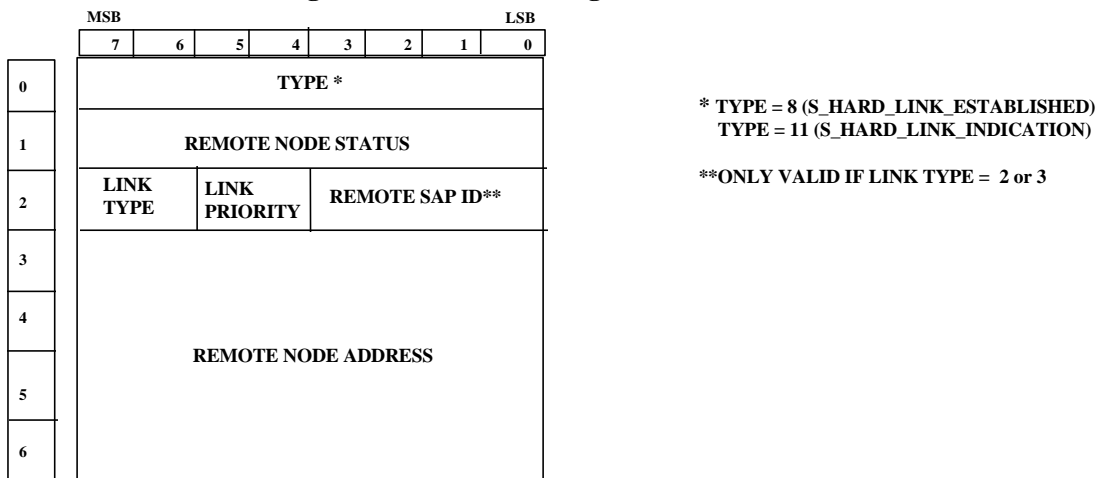 MSB LSB
7 6 5 4 3 2 1 0
0 TYPE *
1 REMOTE NODE STATUS
2 LINK TYPE LINK PRIORITY REMOTE SAP ID**
3
4
REMOTE NODE ADDRESS
5
6
* TYPE = 8 (S_HARD_LINK_ESTABLISHED)
TYPE = 11 (S_HARD_LINK_INDICATION)
**ONLY VALID IF LINK TYPE = 2 or 3